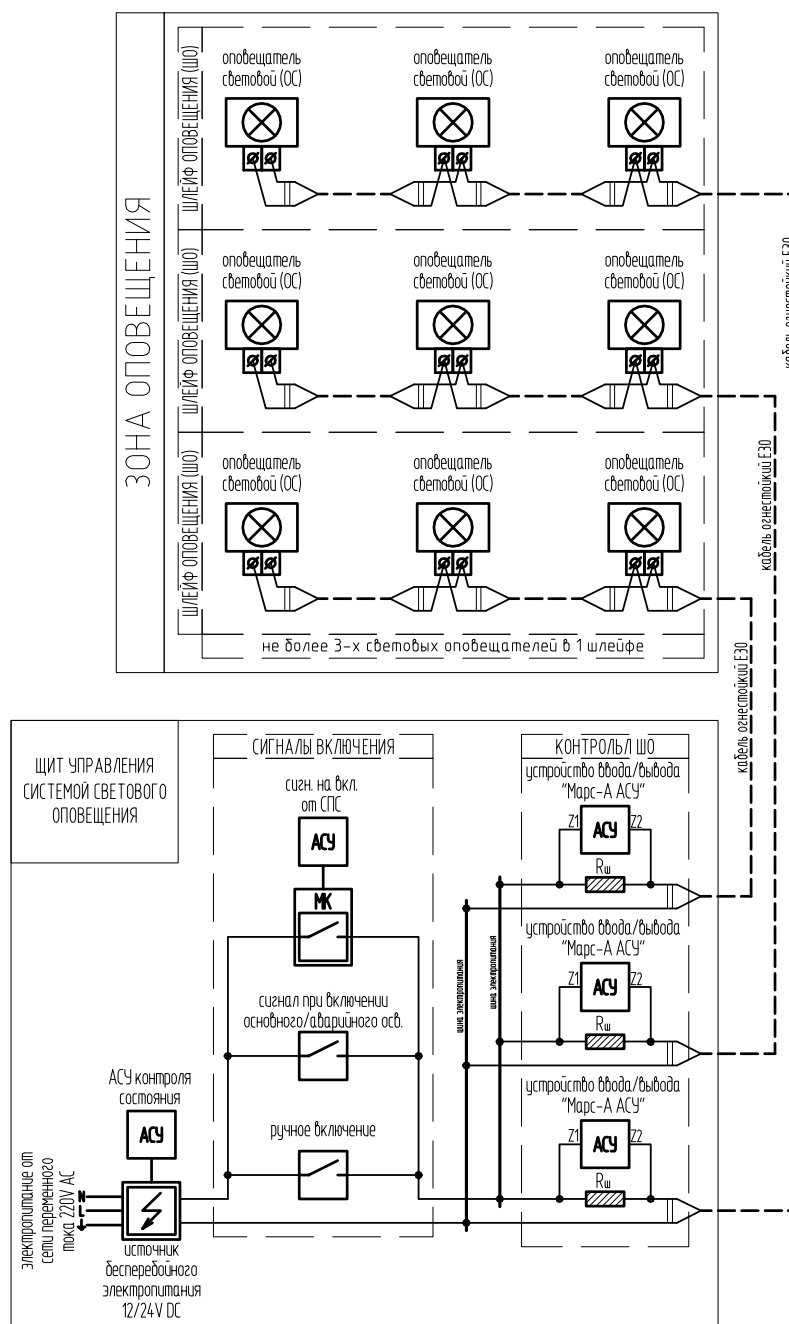 ЗОНА ОПОВЕЩЕНИЯ
ШЛЕЙФ ОПОВЕЩЕНИЯ (ШО)
оповещатель
световой (ОС)
оповещатель
световой (ОС)
оповещатель
световой (ОС)
кабель огнестойкий Е30
ШЛЕЙФ ОПОВЕЩЕНИЯ (ШО)
оповещатель
световой (ОС)
оповещатель
световой (ОС)
оповещатель
световой (ОС)
кабель огнестойкий Е30
ШЛЕЙФ ОПОВЕЩЕНИЯ (ШО)
оповещатель
световой (ОС)
оповещатель
световой (ОС)
оповещатель
световой (ОС)
кабель огнестойкий Е30
не более 3-х световых оповещателей в 1 шлейфе
ЩИТ УПРАВЛЕНИЯ
СИСТЕМОЙ СВЕТОВОГО
ОПОВЕЩЕНИЯ
СИГНАЛЫ ВКЛЮЧЕНИЯ
сигн. на вкл.
от СПС
АСУ
МК
сигнал при включении
основного/аварийного осв.
ручное включение
шина электропитания
шина электропитания
КОНТРОЛЬЛ ШО
устройство ввода/вывода
"Марс-А АСУ"
Z1 АСУ Z2
Rш
устройство ввода/вывода
"Марс-А АСУ"
Z1 АСУ Z2
Rш
устройство ввода/вывода
"Марс-А АСУ"
Z1 АСУ Z2
Rш
АСУ контроля
состояния
АСУ
электропитание от
сети переменного
тока 220V AC
N
L
источник
бесперебойного
электропитания
12/24V DC